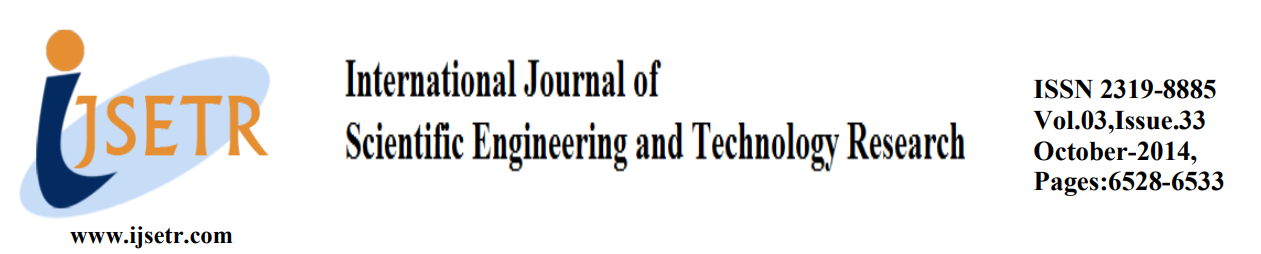 iJSETR
www.ijsetr.com
International Journal of
Scientific Engineering and Technology Research
ISSN 2319-8885
Vol.03,Issue.33
October-2014,
Pages:6528-6533